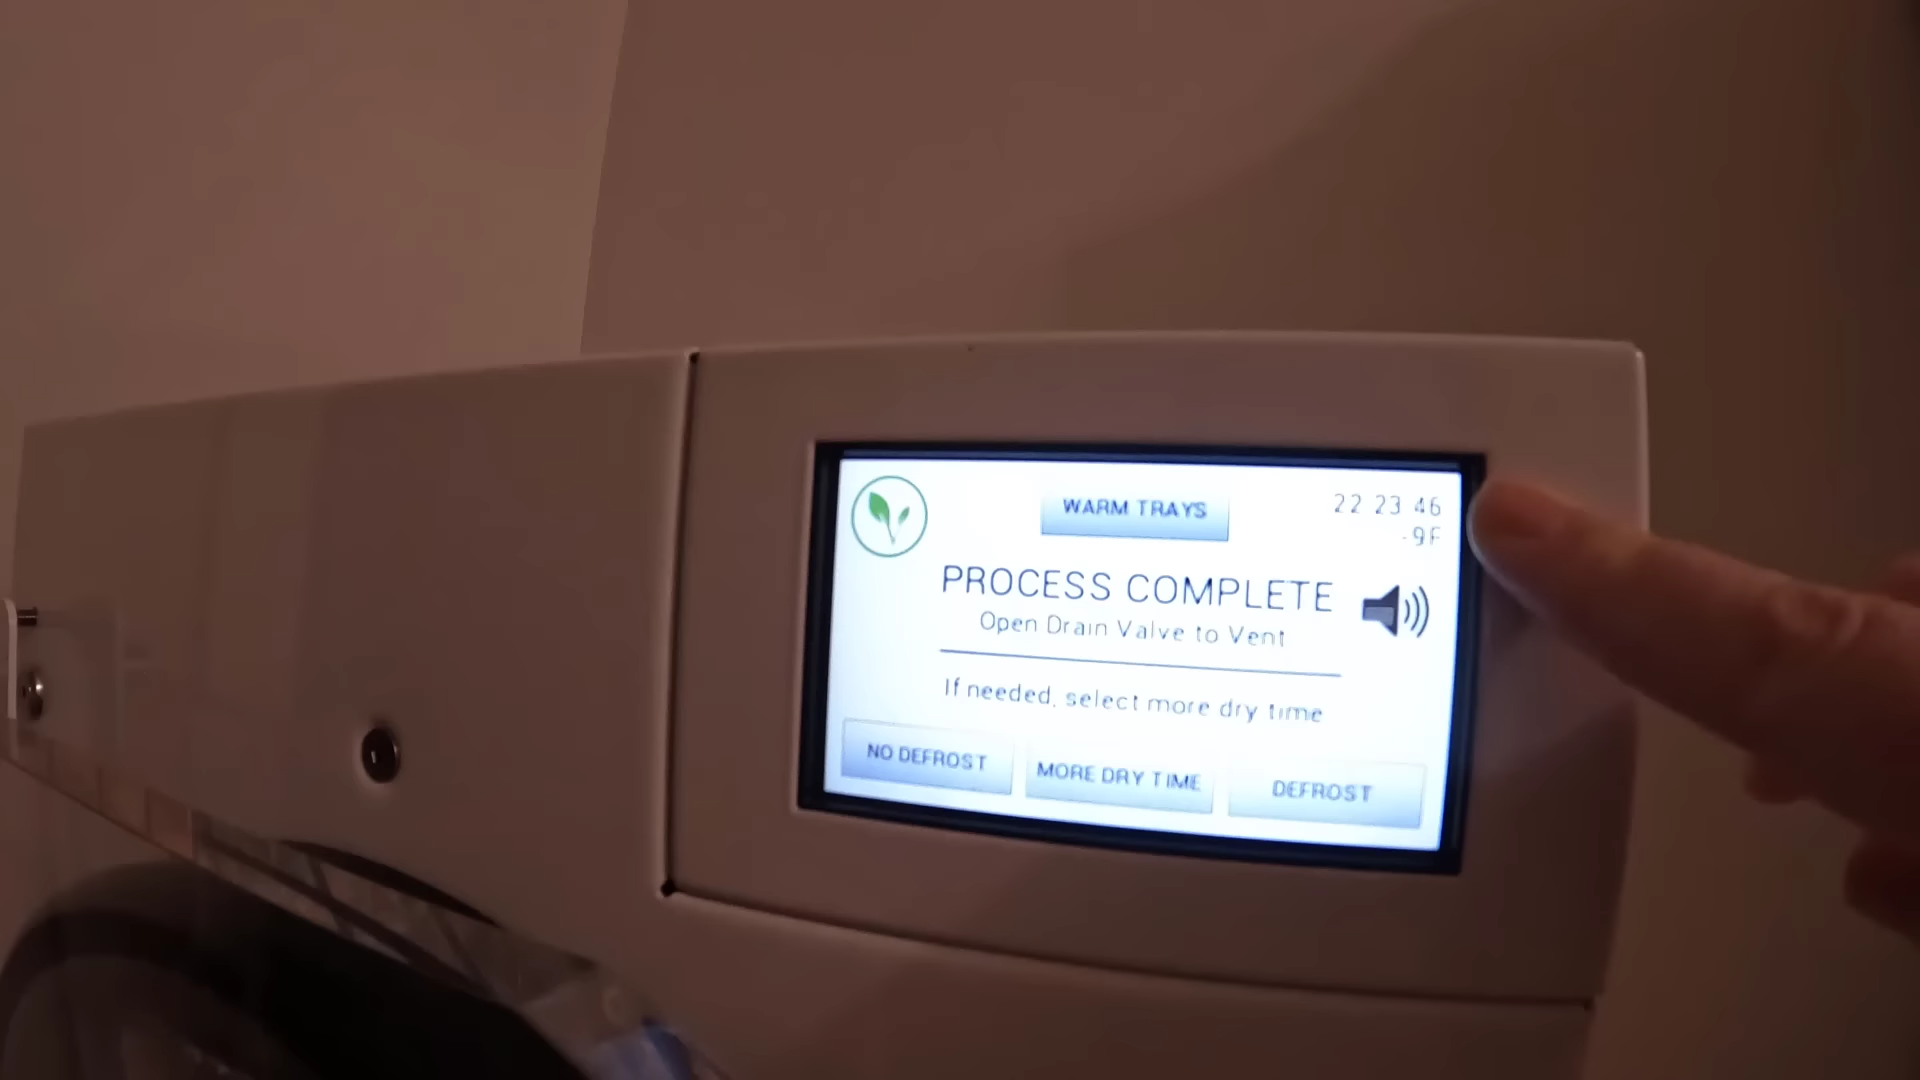 WARM TRAYS
22 23 46
-9F
PROCESS COMPLETE
Open Drain Valve to Vent
If needed, select more dry time
NO DEFROST
MORE DRY TIME
DEFROST